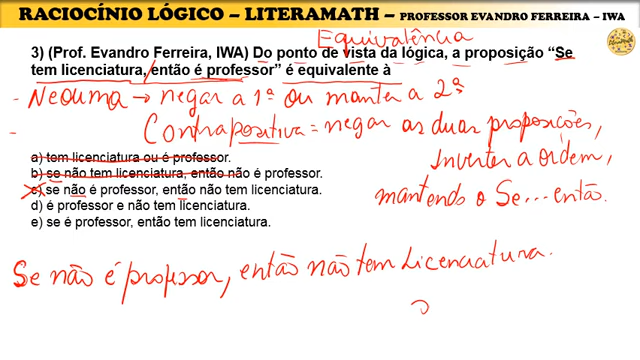 RACIOCÍNIO LÓGICO – LITERAMATH – PROFESSOR EVANDRO FERREIRA – IWA
Equivalência
3) (Prof. Evandro Ferreira, IWA) Do ponto de vista da lógica, a proposição “Se
tem licenciatura, então é professor” é equivalente à
- Neouma → negar a 1ª ou manter a 2ª
- Contrapositiva = negar as duas proposições,
inverter a ordem,
mantendo o Se... então.
a) tem licenciatura ou é professor.
b) se não tem licenciatura, então não é professor.
c) se não é professor, então não tem licenciatura.
d) é professor e não tem licenciatura.
e) se é professor, então tem licenciatura.
Se não é professor, então não tem Licenciatura.